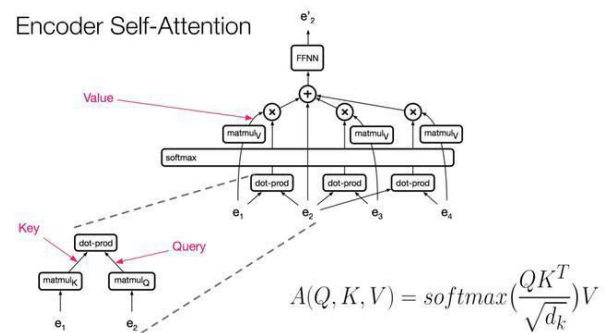 Encoder Self-Attention
e'₂
FFNN
+
Value
× × ×
matmulV matmulV matmulV
softmax
dot-prod dot-prod dot-prod
e₁ e₂ e₃ e₄
Key
dot-prod
Query
matmulK matmulQ
e₁ e₂
A(Q, K, V) = softmax(QK^T/√d_k)V